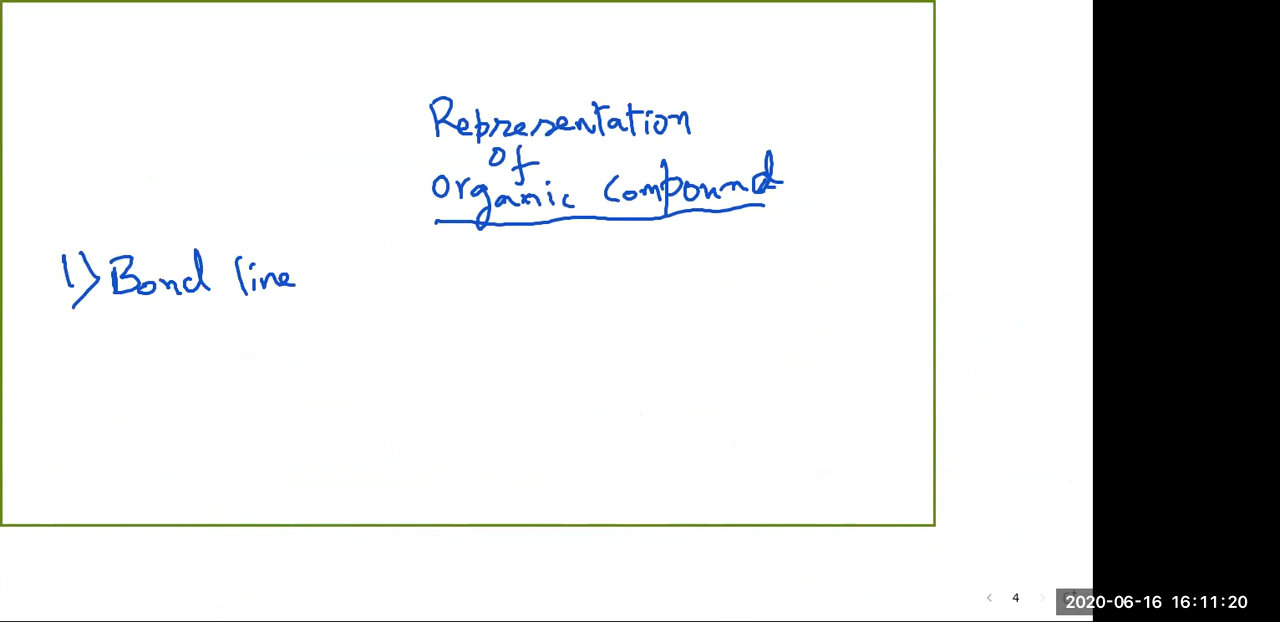 Representation
of
organic compound
1) Bond line
4
2020-06-16 16:11:20